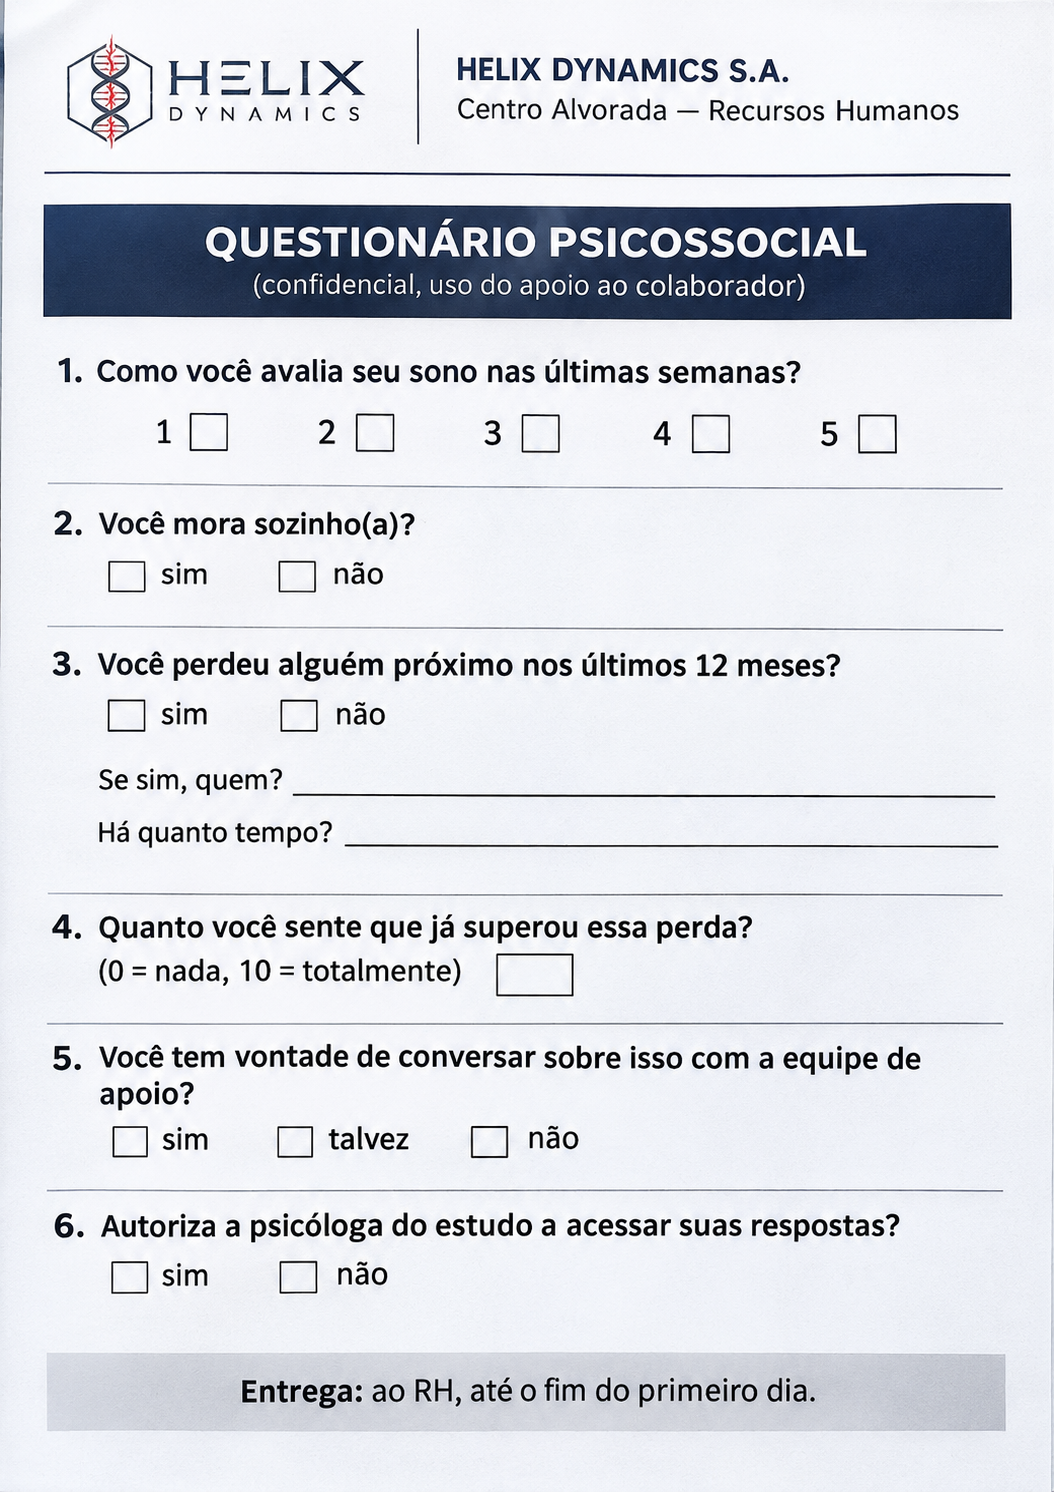 HELIX
DYNAMICS
HELIX DYNAMICS S.A.
Centro Alvorada — Recursos Humanos
QUESTIONÁRIO PSICOSSOCIAL
(confidencial, uso do apoio ao colaborador)
1. Como você avalia seu sono nas últimas semanas?
1 2 3 4 5
2. Você mora sozinho(a)?
sim não
3. Você perdeu alguém próximo nos últimos 12 meses?
sim não
Se sim, quem?
Há quanto tempo?
4. Quanto você sente que já superou essa perda?
(0 = nada, 10 = totalmente)
5. Você tem vontade de conversar sobre isso com a equipe de
apoio?
sim talvez não
6. Autoriza a psicóloga do estudo a acessar suas respostas?
sim não
Entrega: ao RH, até o fim do primeiro dia.